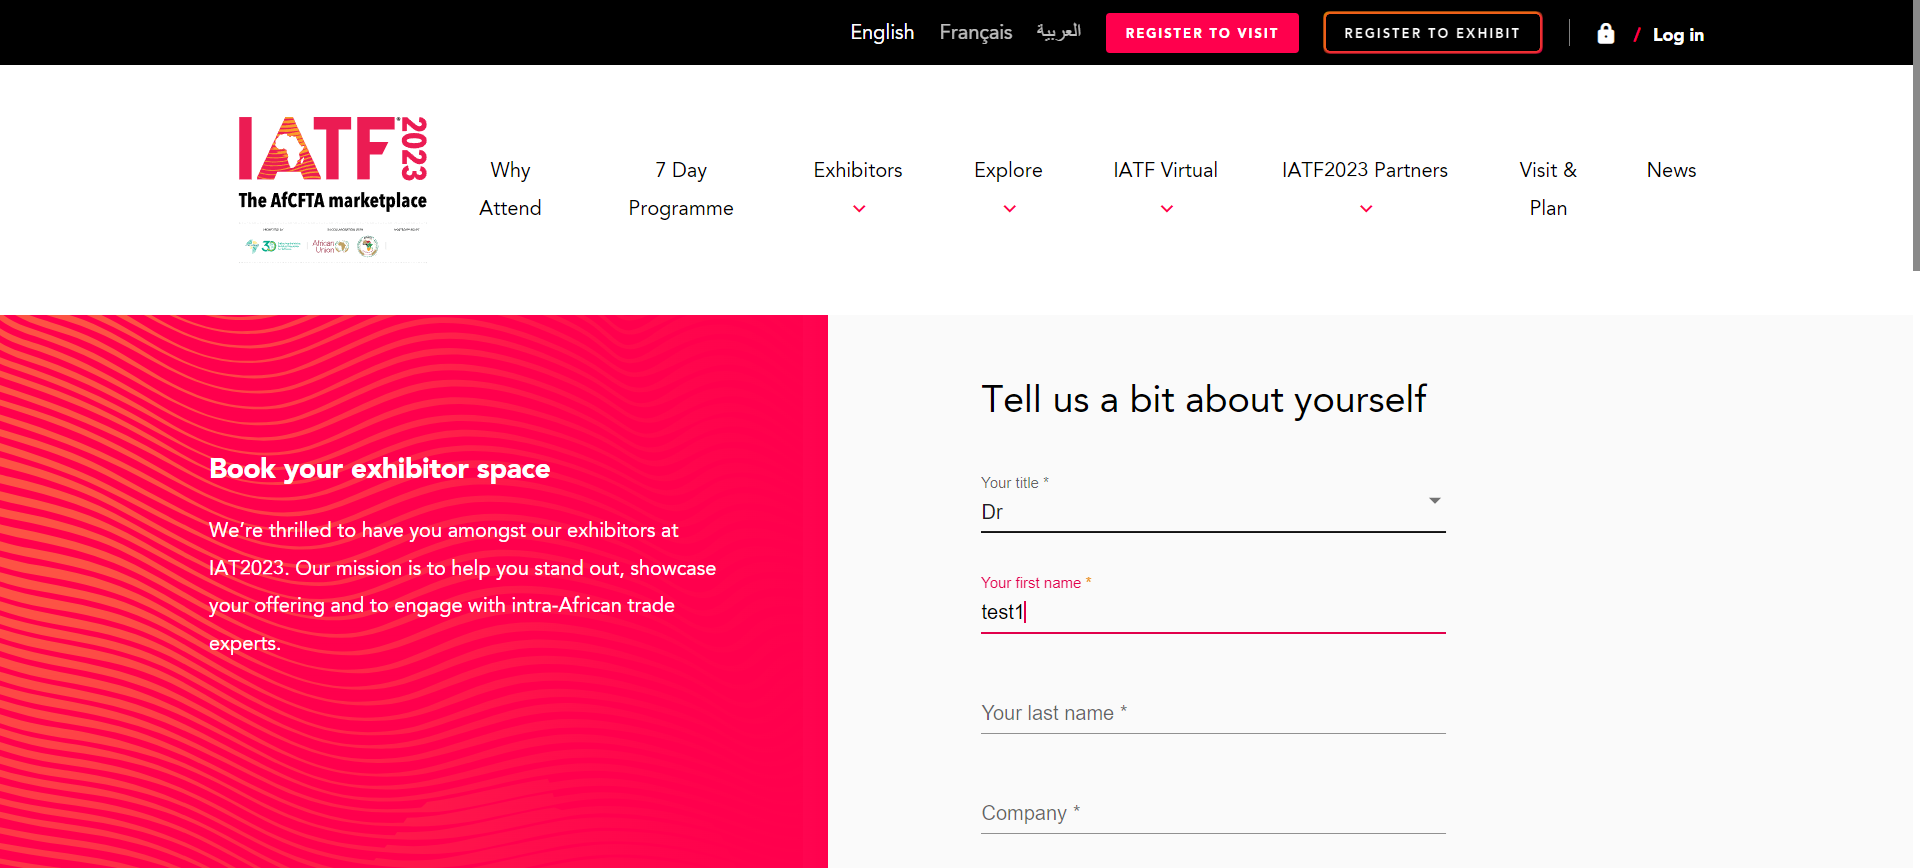 English Français العربية REGISTER TO VISIT REGISTER TO EXHIBIT / Log in
IATF 2023
The AfCFTA marketplace
African Union
Why Attend
7 Day Programme
Exhibitors
Explore
IATF Virtual
IATF2023 Partners
Visit & Plan
News
Book your exhibitor space
We’re thrilled to have you amongst our exhibitors at
IAT2023. Our mission is to help you stand out, showcase
your offering and to engage with intra-African trade
experts.
Tell us a bit about yourself
Your title *
Dr
Your first name *
test1
Your last name *
Company *